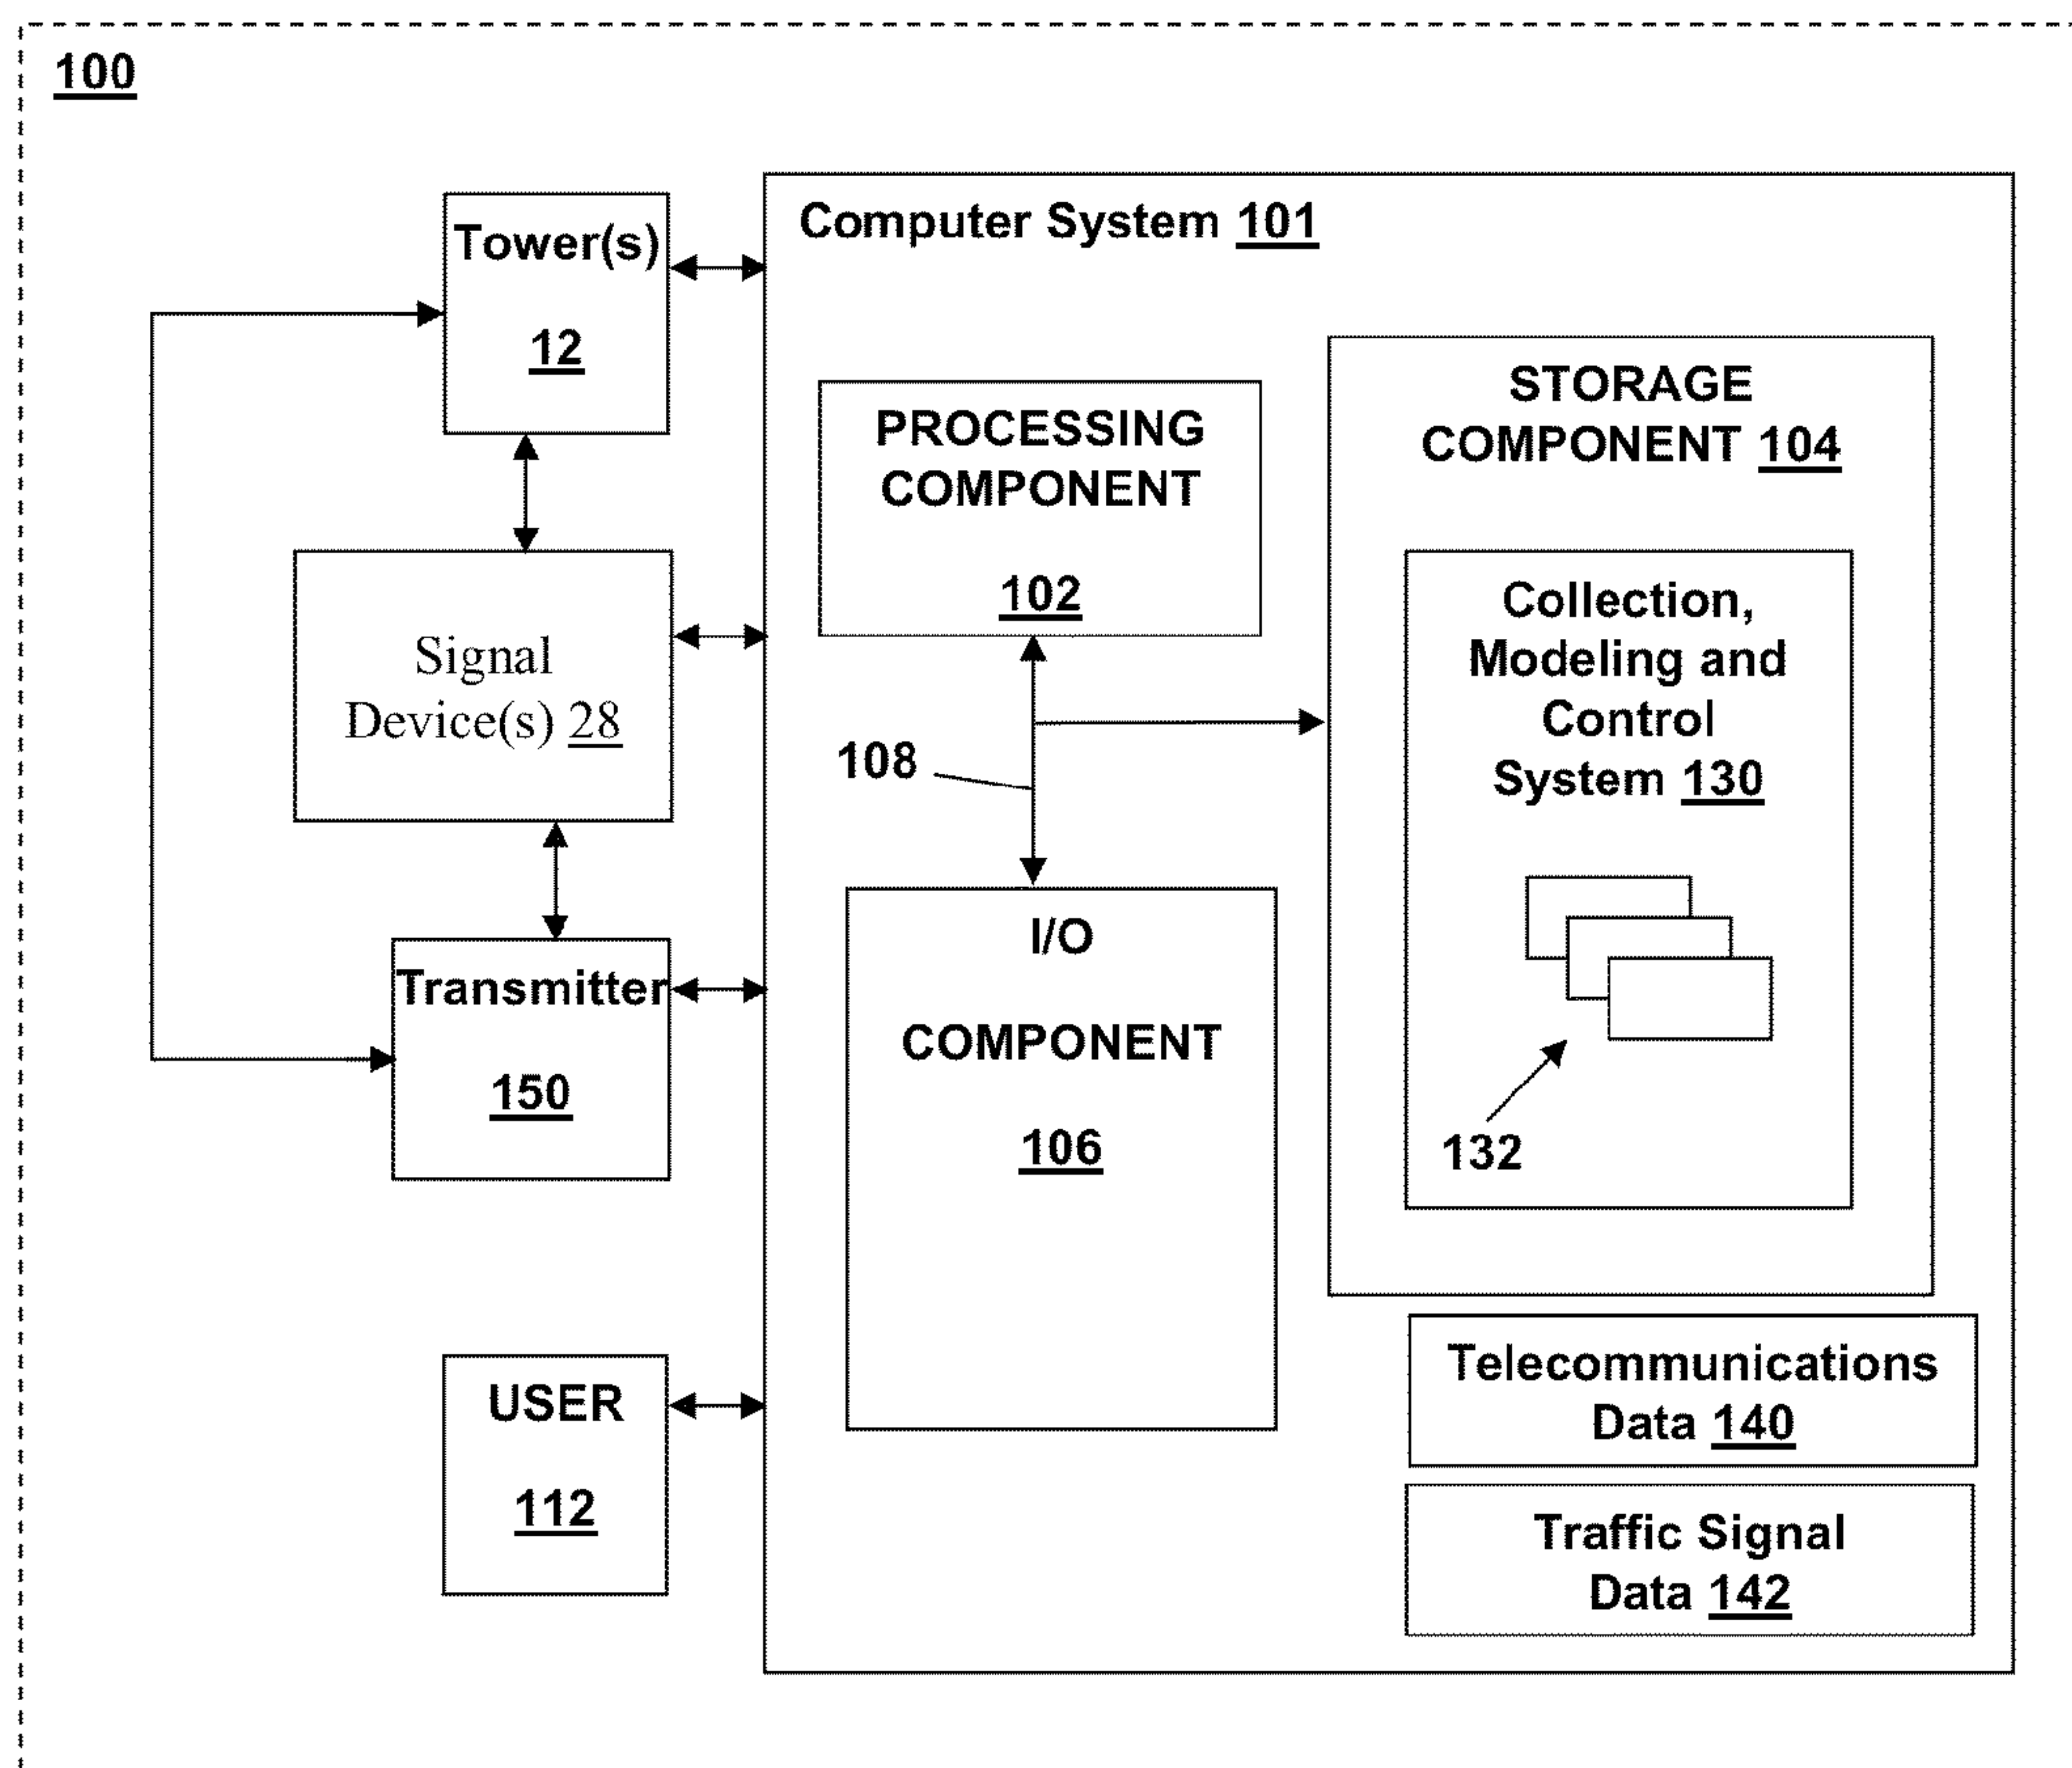 100
Tower(s)
12
Signal
Device(s) 28
Transmitter
150
USER
112
Computer System 101
PROCESSING
COMPONENT
102
108
I/O
COMPONENT
106
STORAGE
COMPONENT 104
Collection,
Modeling and
Control
System 130
132
Telecommunications
Data 140
Traffic Signal
Data 142